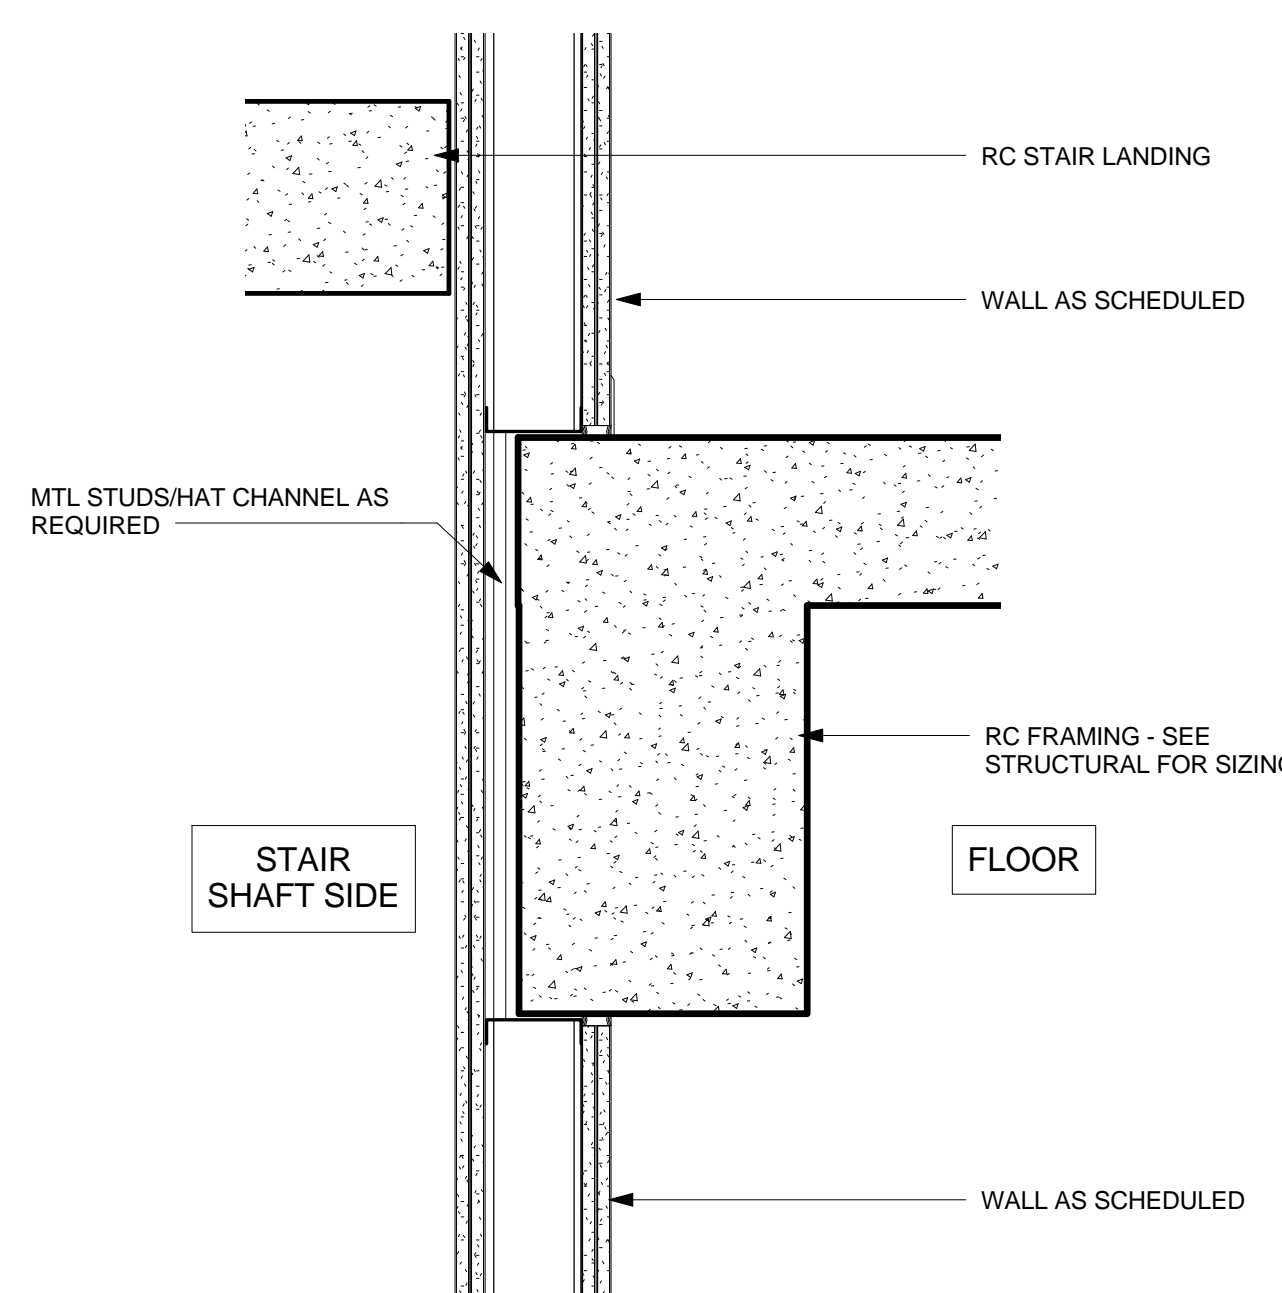 RC STAIR LANDING
WALL AS SCHEDULED
MTL STUDS/HAT CHANNEL AS
REQUIRED
RC FRAMING - SEE
STRUCTURAL FOR SIZING
STAIR
SHAFT SIDE
FLOOR
WALL AS SCHEDULED